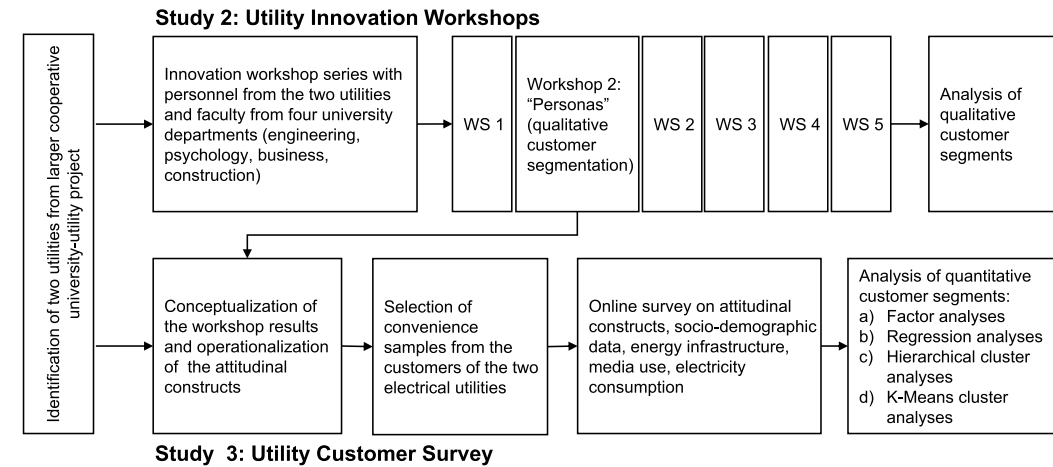 Study 2: Utility Innovation Workshops
Identification of two utilities from larger cooperative
university-utility project
Innovation workshop series with
personnel from the two utilities
and faculty from four university
departments (engineering,
psychology, business,
construction)
WS 1
Workshop 2:
“Personas”
(qualitative
customer
segmentation)
WS 2
WS 3
WS 4
WS 5
Analysis of
qualitative
customer
segments
Conceptualization of
the workshop results
and operationalization
of the attitudinal
constructs
Selection of
convenience
samples from the
customers of the two
electrical utilities
Online survey on attitudinal
constructs, socio-demographic
data, energy infrastructure,
media use, electricity
consumption
Analysis of quantitative
customer segments:
a) Factor analyses
b) Regression analyses
c) Hierarchical cluster
analyses
d) K-Means cluster
analyses
Study 3: Utility Customer Survey